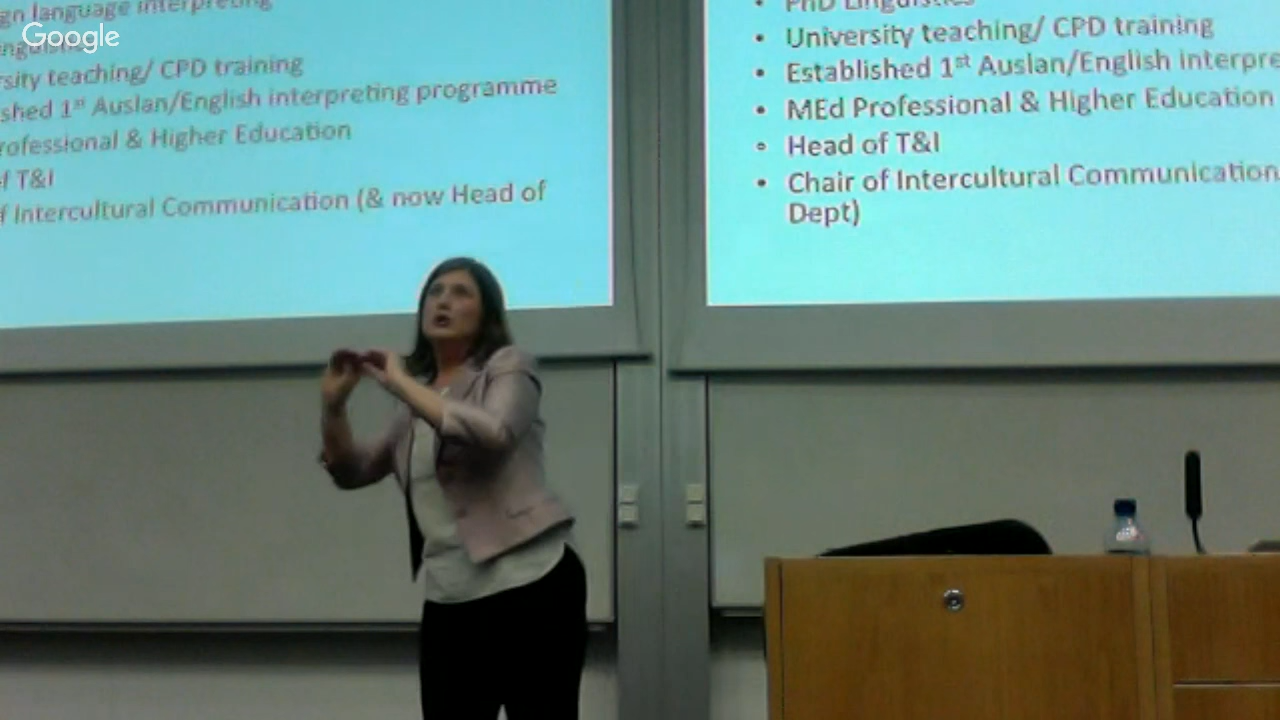 gn language interpreting
Google
rsity teaching/ CPD training
shed 1st Auslan/English interpreting programme
rofessional & Higher Education
f T&I
f Intercultural Communication (& now Head of
• PhD Linguistics
• University teaching/ CPD training
• Established 1st Auslan/English interpre
• MEd Professional & Higher Education
• Head of T&I
• Chair of Intercultural Communication
Dept)